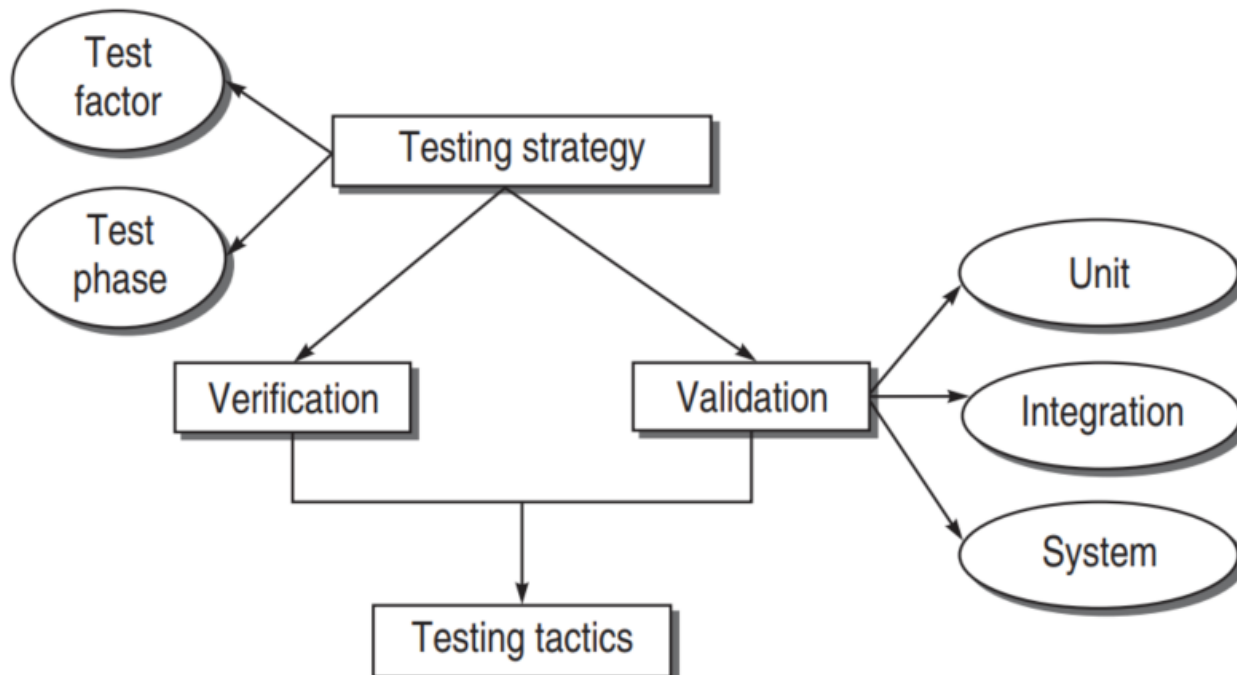 Test
factor
Testing strategy
Test
phase
Unit
Verification
Validation
Integration
System
Testing tactics